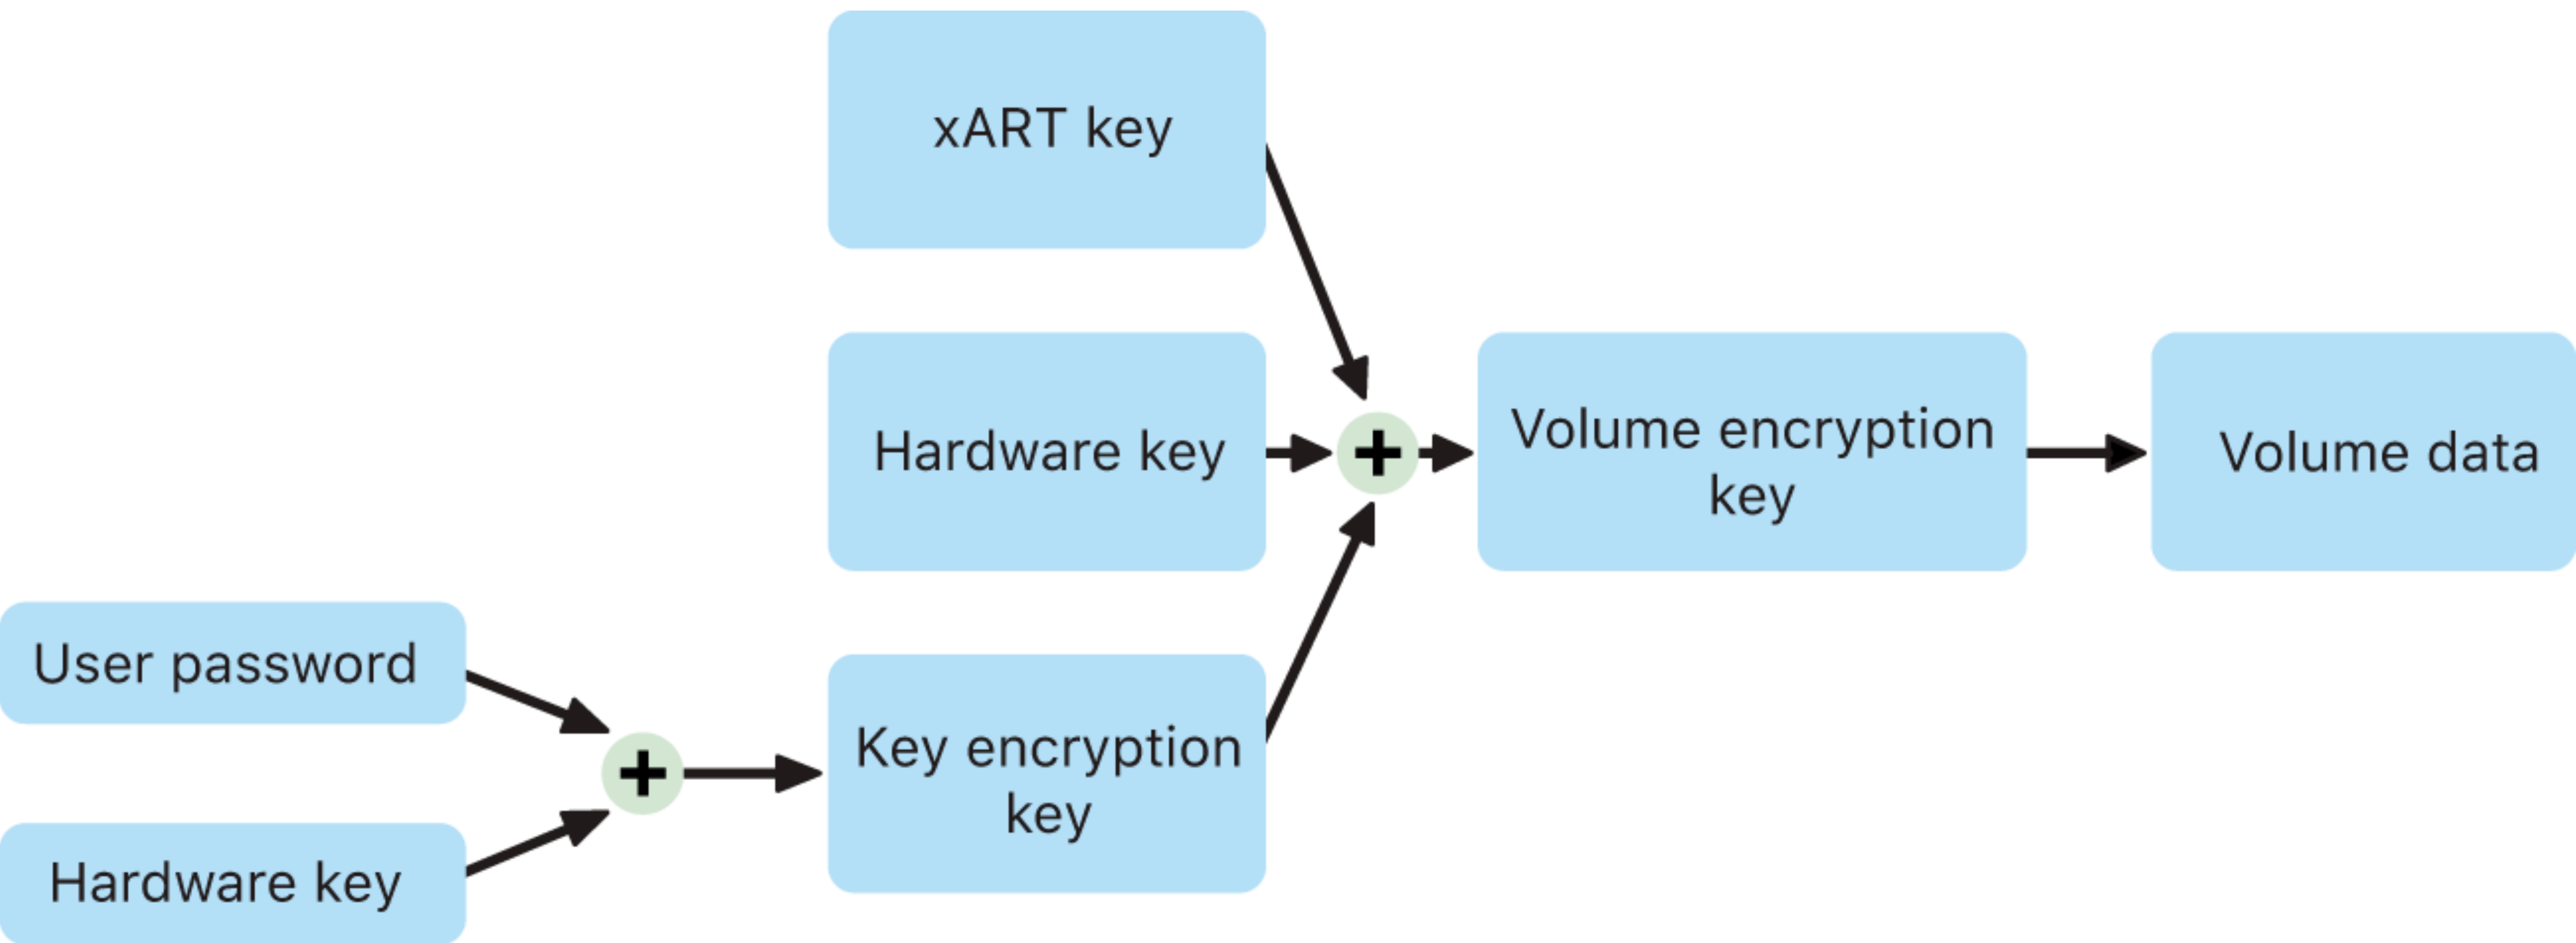 xART key
Hardware key
Volume encryption
key
Volume data
User password
Key encryption
key
Hardware key